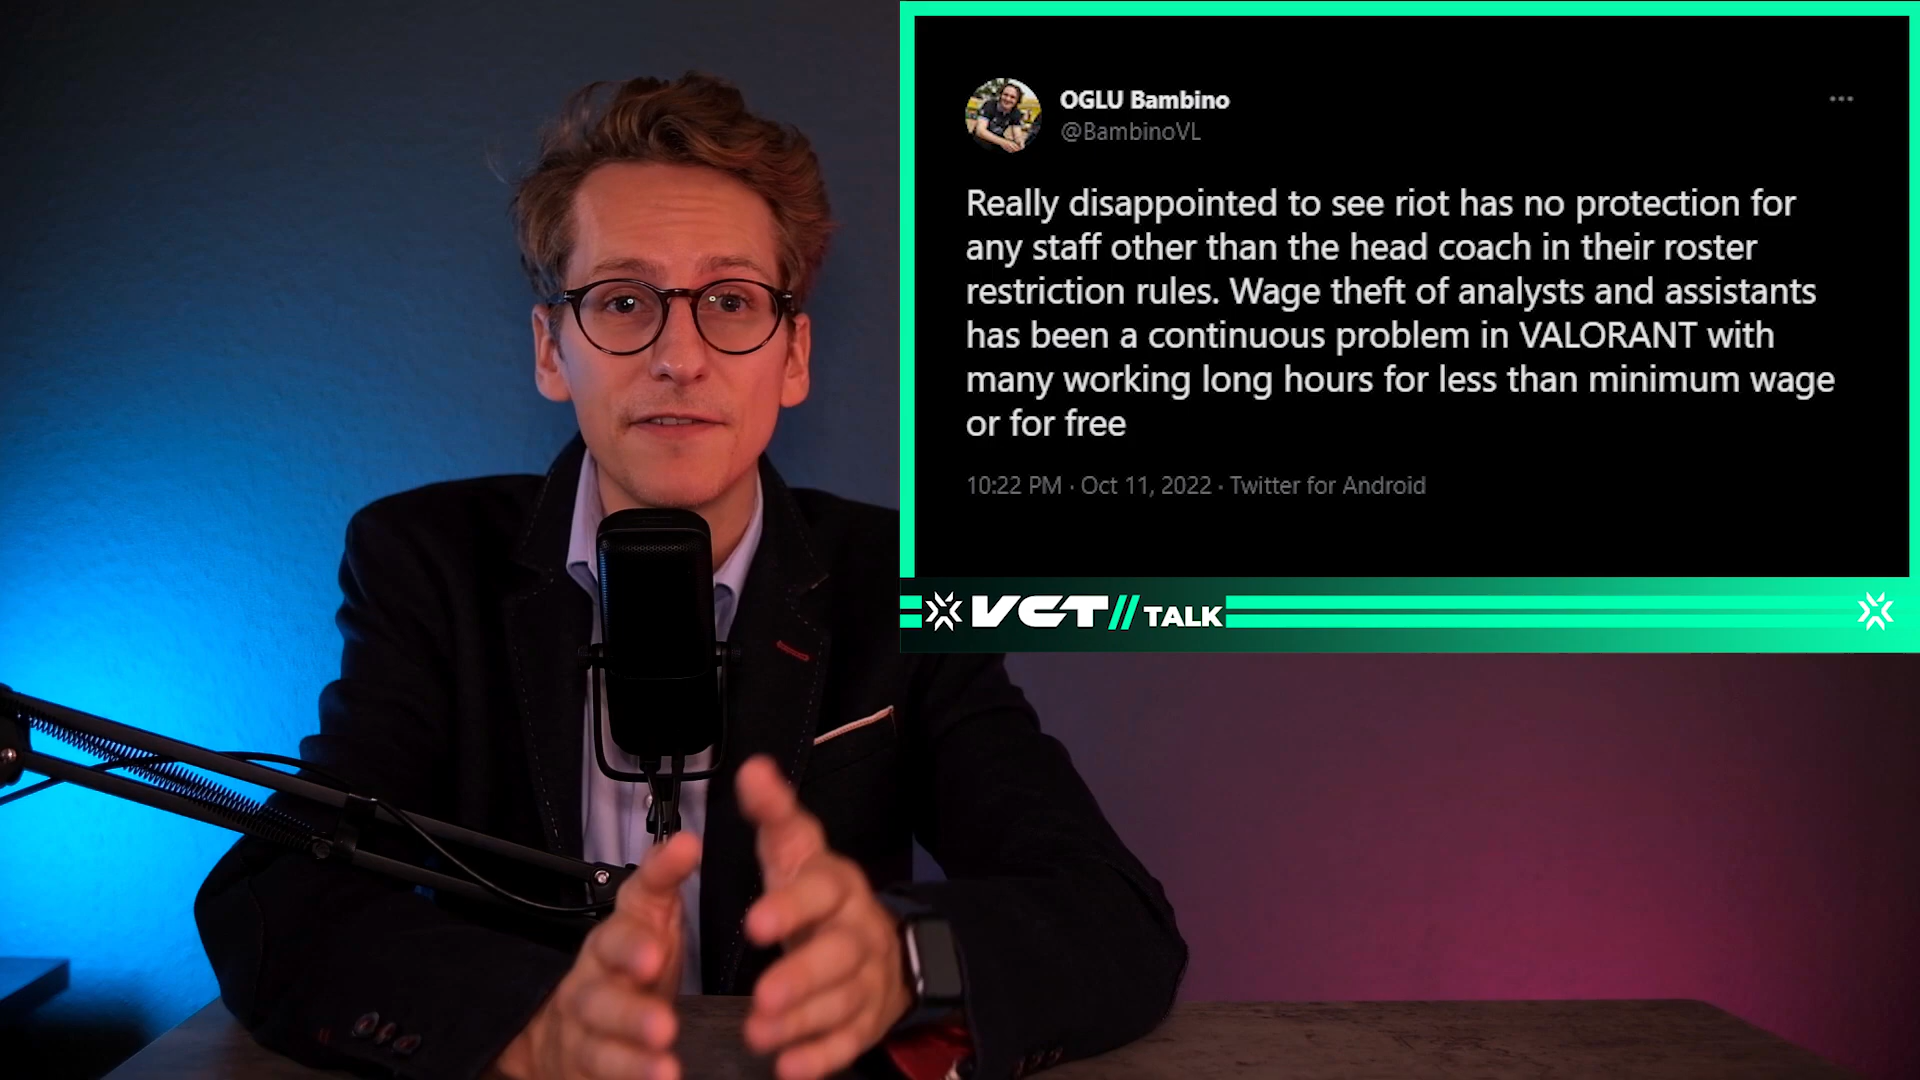 OGLU Bambino
@BambinoVL
Really disappointed to see riot has no protection for
any staff other than the head coach in their roster
restriction rules. Wage theft of analysts and assistants
has been a continuous problem in VALORANT with
many working long hours for less than minimum wage
or for free
10:22 PM · Oct 11, 2022 · Twitter for Android
VCT // TALK